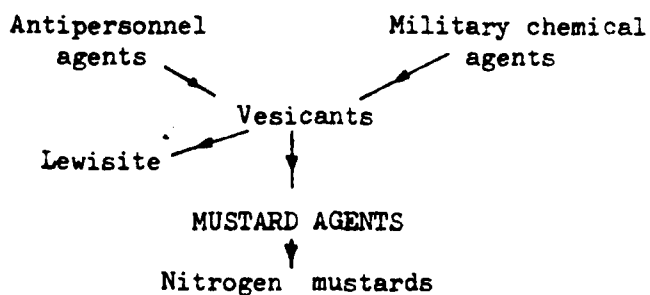 Antipersonnel
agents
Military chemical
agents
Vesicants
Lewisite
MUSTARD AGENTS
Nitrogen mustards